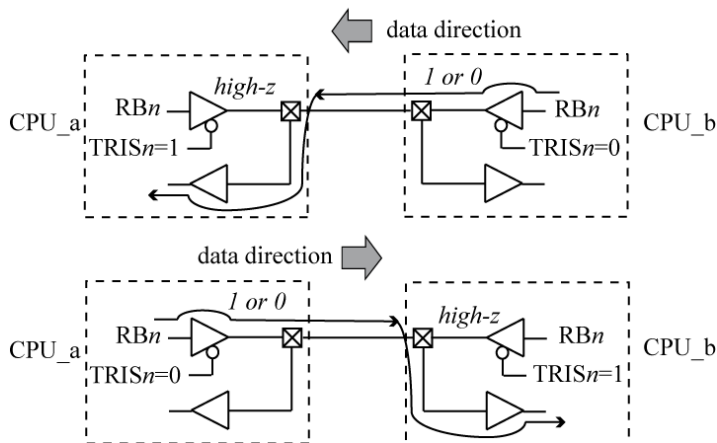 data direction
high-z
1 or 0
CPU_a
RBn
RBn
CPU_b
TRISn=1
TRISn=0
data direction
1 or 0
high-z
CPU_a
RBn
RBn
CPU_b
TRISn=0
TRISn=1